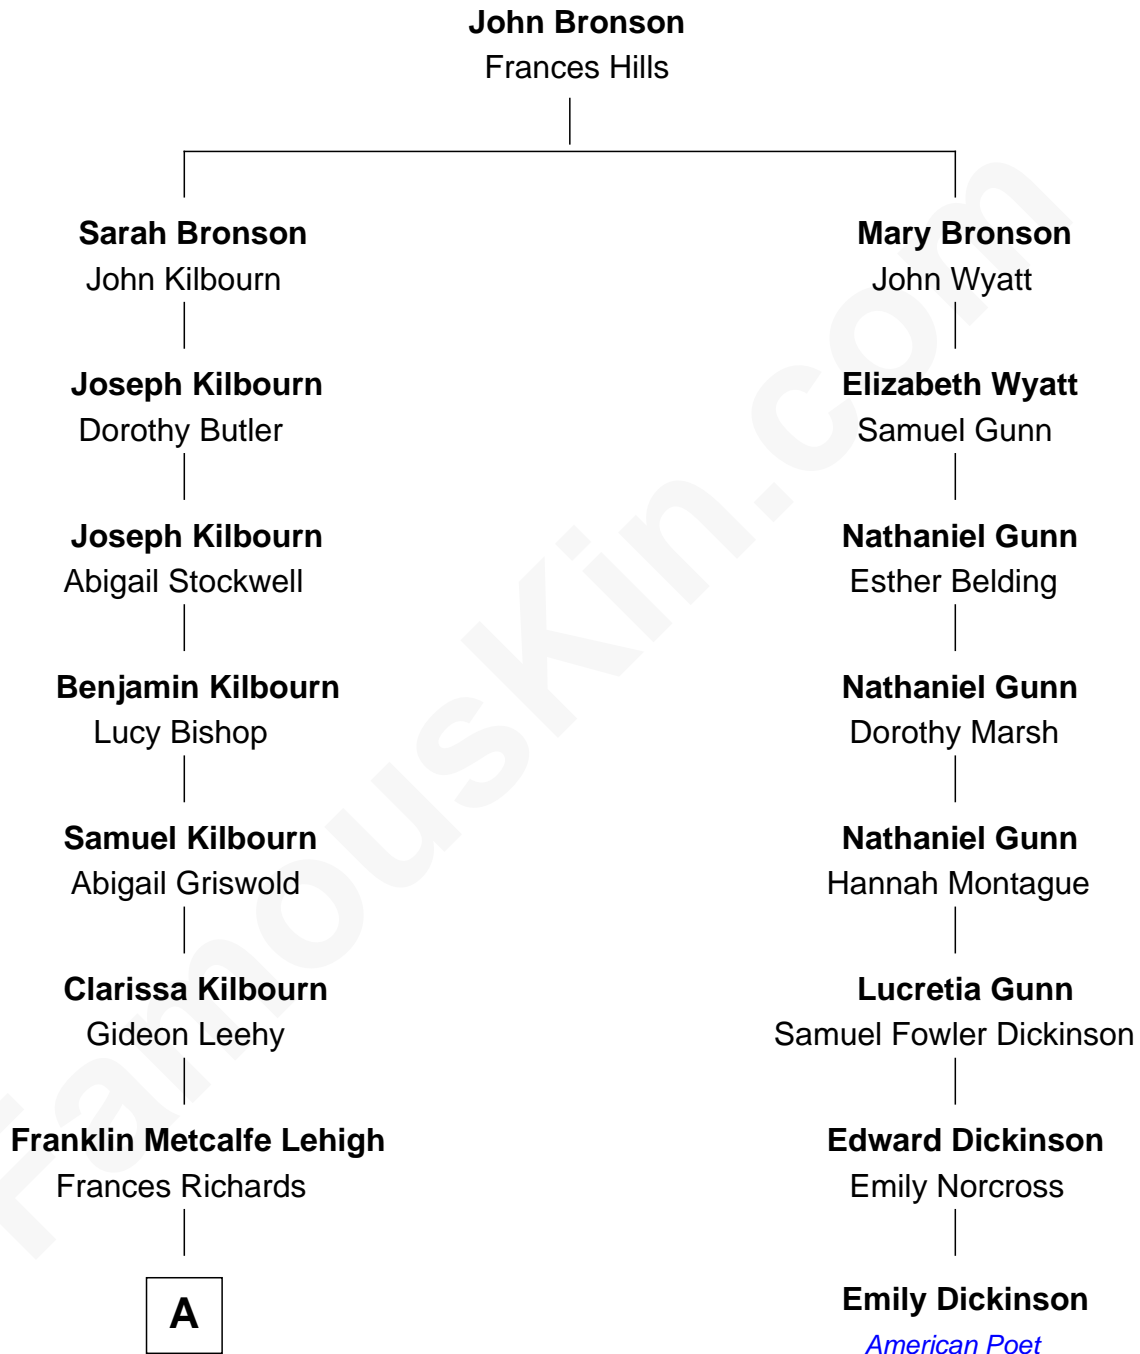 John Bronson
Frances Hills
Sarah Bronson
John Kilbourn
Mary Bronson
John Wyatt
Joseph Kilbourn
Dorothy Butler
Elizabeth Wyatt
Samuel Gunn
Joseph Kilbourn
Abigail Stockwell
Nathaniel Gunn
Esther Belding
Benjamin Kilbourn
Lucy Bishop
Nathaniel Gunn
Dorothy Marsh
Samuel Kilbourn
Abigail Griswold
Nathaniel Gunn
Hannah Montague
Clarissa Kilbourn
Gideon Leehy
Lucretia Gunn
Samuel Fowler Dickinson
Franklin Metcalfe Lehigh
Frances Richards
Edward Dickinson
Emily Norcross
A
Emily Dickinson
American Poet
FamousKin.com